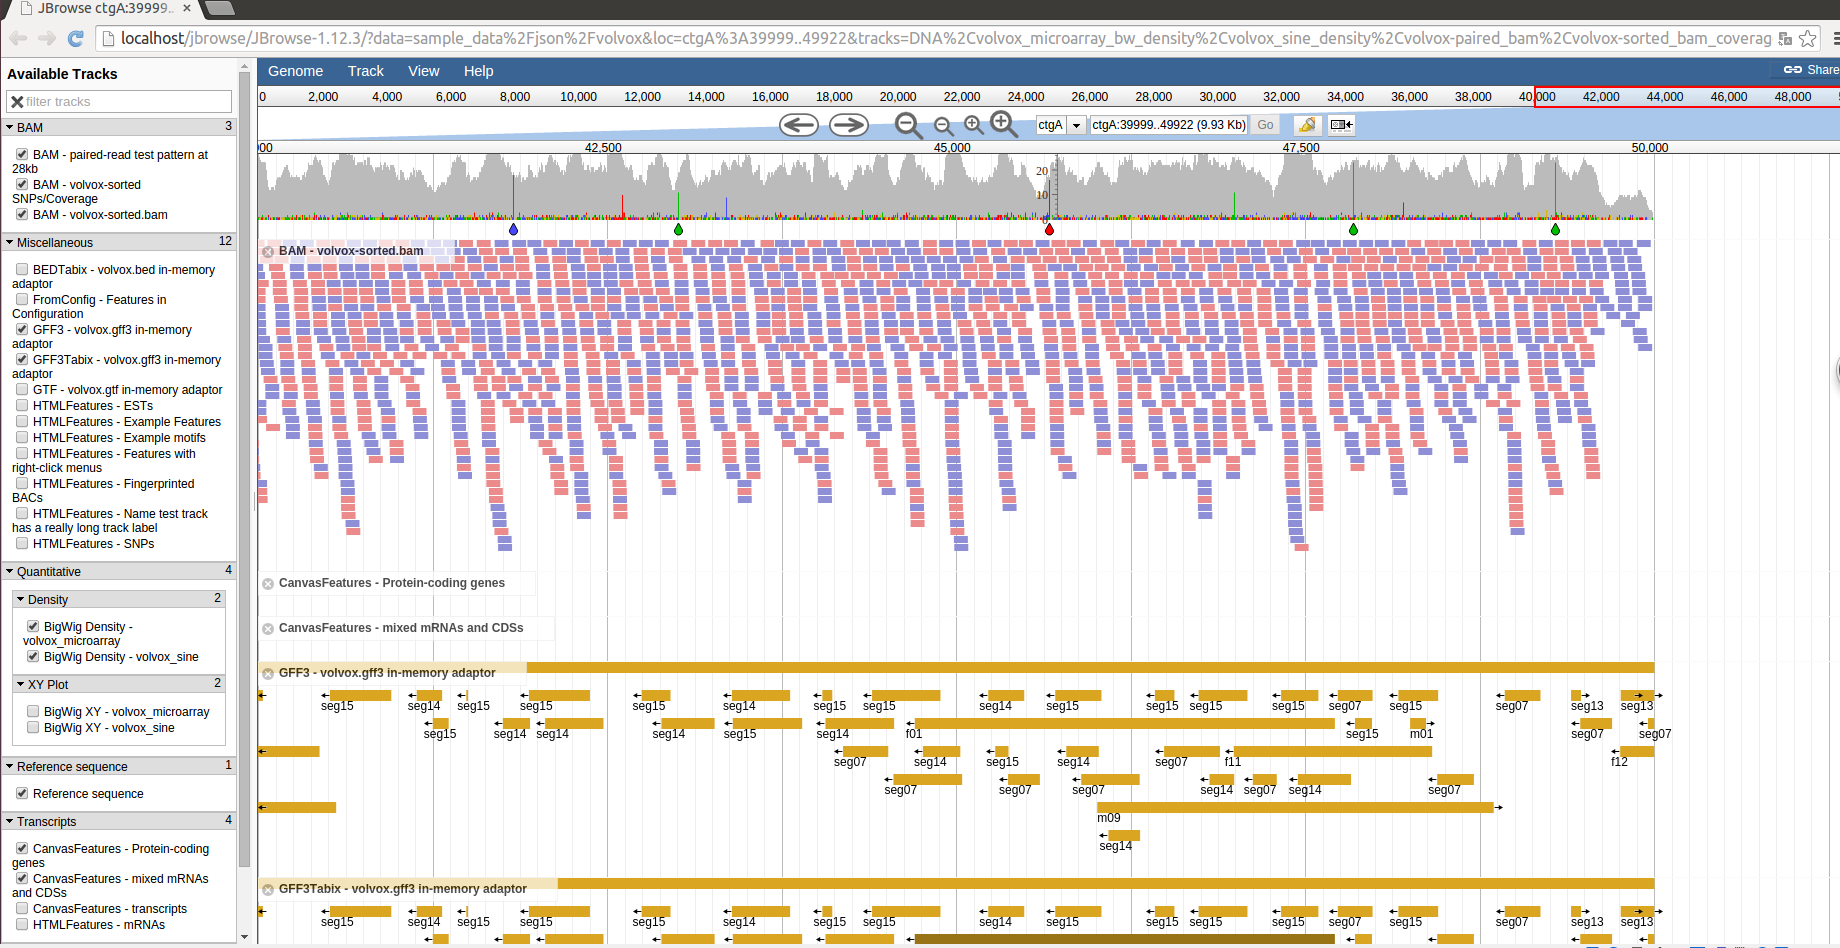 JBrowse ctgA:39999..
localhost/jbrowse/JBrowse-1.12.3/?data=sample_data%2Fjson%2Fvolvox&loc=ctgA%3A39999..49922&tracks=DNA%2Cvolvox_microarray_bw_density%2Cvolvox_sine_density%2Cvolvox-paired_bam%2Cvolvox-sorted_bam_coverag
Available Tracks
filter tracks
BAM 3
BAM - paired-read test pattern at
28kb
BAM - volvox-sorted
SNPs/Coverage
BAM - volvox-sorted.bam
Miscellaneous 12
BEDTabix - volvox.bed in-memory
adaptor
FromConfig - Features in
Configuration
GFF3 - volvox.gff3 in-memory
adaptor
GFF3Tabix - volvox.gff3 in-memory
adaptor
GTF - volvox.gtf in-memory adaptor
HTMLFeatures - ESTs
HTMLFeatures - Example Features
HTMLFeatures - Example motifs
HTMLFeatures - Features with
right-click menus
HTMLFeatures - Fingerprinted
BACs
HTMLFeatures - Name test track
has a really long track label
HTMLFeatures - SNPs
Quantitative 4
Density 2
BigWig Density -
volvox_microarray
BigWig Density - volvox_sine
XY Plot 2
BigWig XY - volvox_microarray
BigWig XY - volvox_sine
Reference sequence 1
Reference sequence
Transcripts 4
CanvasFeatures - Protein-coding
genes
CanvasFeatures - mixed mRNAs
and CDSs
CanvasFeatures - transcripts
HTMLFeatures - mRNAs
Genome Track View Help Share
0 2,000 4,000 6,000 8,000 10,000 12,000 14,000 16,000 18,000 20,000 22,000 24,000 26,000 28,000 30,000 32,000 34,000 36,000 38,000 40,000 42,000 44,000 46,000 48,000
ctgA ctgA:39999..49922 (9.93 Kb) Go
00 42,500 45,000 47,500 50,000
20
10
0
BAM - volvox-sorted.bam
CanvasFeatures - Protein-coding genes
CanvasFeatures - mixed mRNAs and CDSs
GFF3 - volvox.gff3 in-memory adaptor
seg15 seg14 seg15 seg15 seg15 seg14 seg15 seg15 seg14 seg15 seg15 seg15 seg15 seg07 seg15 seg07 seg13 seg13
seg15 seg14 seg14 seg14 seg15 seg14 f01 seg15 m01 seg07 seg07
seg07 seg14 seg15 seg14 seg07 f11 f12
seg07 seg07 seg07 seg14 seg07 seg14 seg07
m09
seg14
GFF3Tabix - volvox.gff3 in-memory adaptor
seg15 seg14 seg15 seg15 seg15 seg14 seg15 seg15 seg14 seg15 seg15 seg15 seg15 seg07 seg15 seg07 seg13 seg13